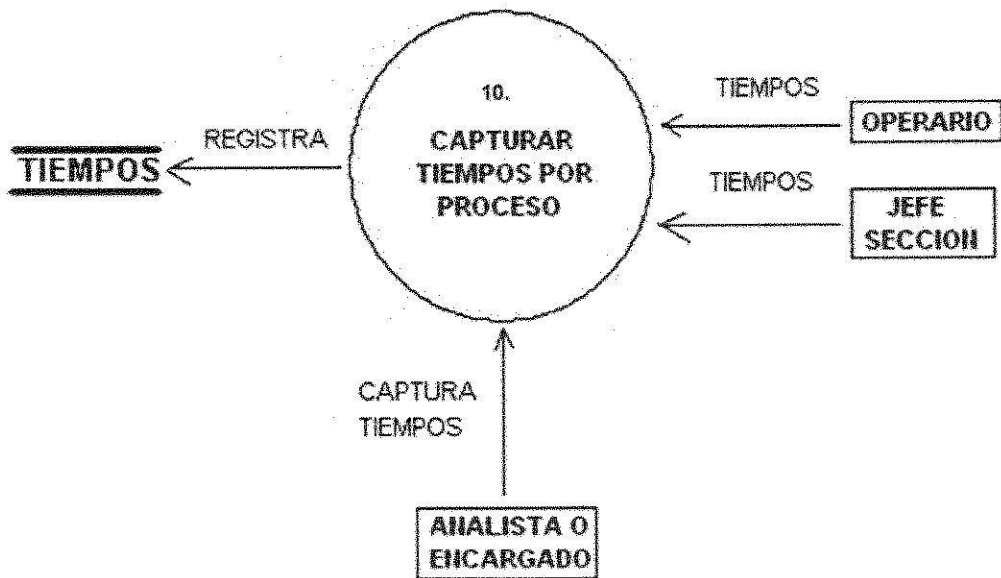 10.
CAPTURAR
TIEMPOS POR
PROCESO
REGISTRA
TIEMPOS
TIEMPOS
OPERARIO
TIEMPOS
JEFE
SECCION
CAPTURA
TIEMPOS
ANALISTA O
ENCARGADO